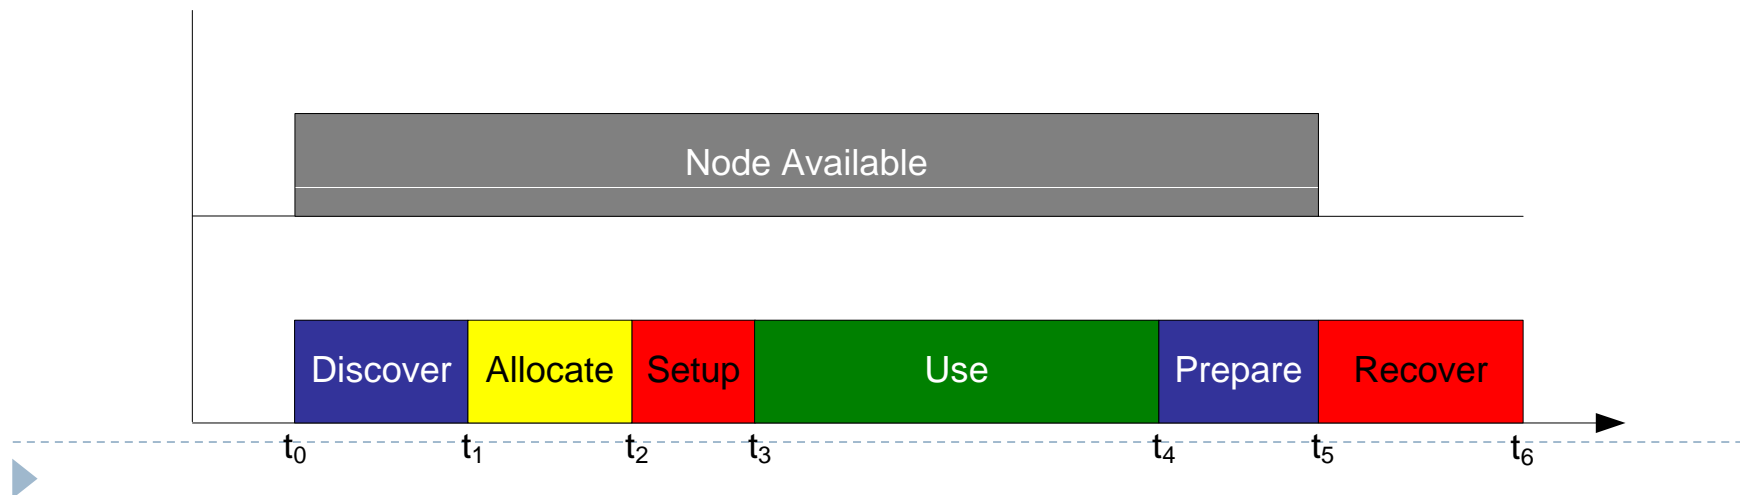 Node Available
Discover Allocate Setup Use Prepare Recover
t₀ t₁ t₂ t₃ t₄ t₅ t₆